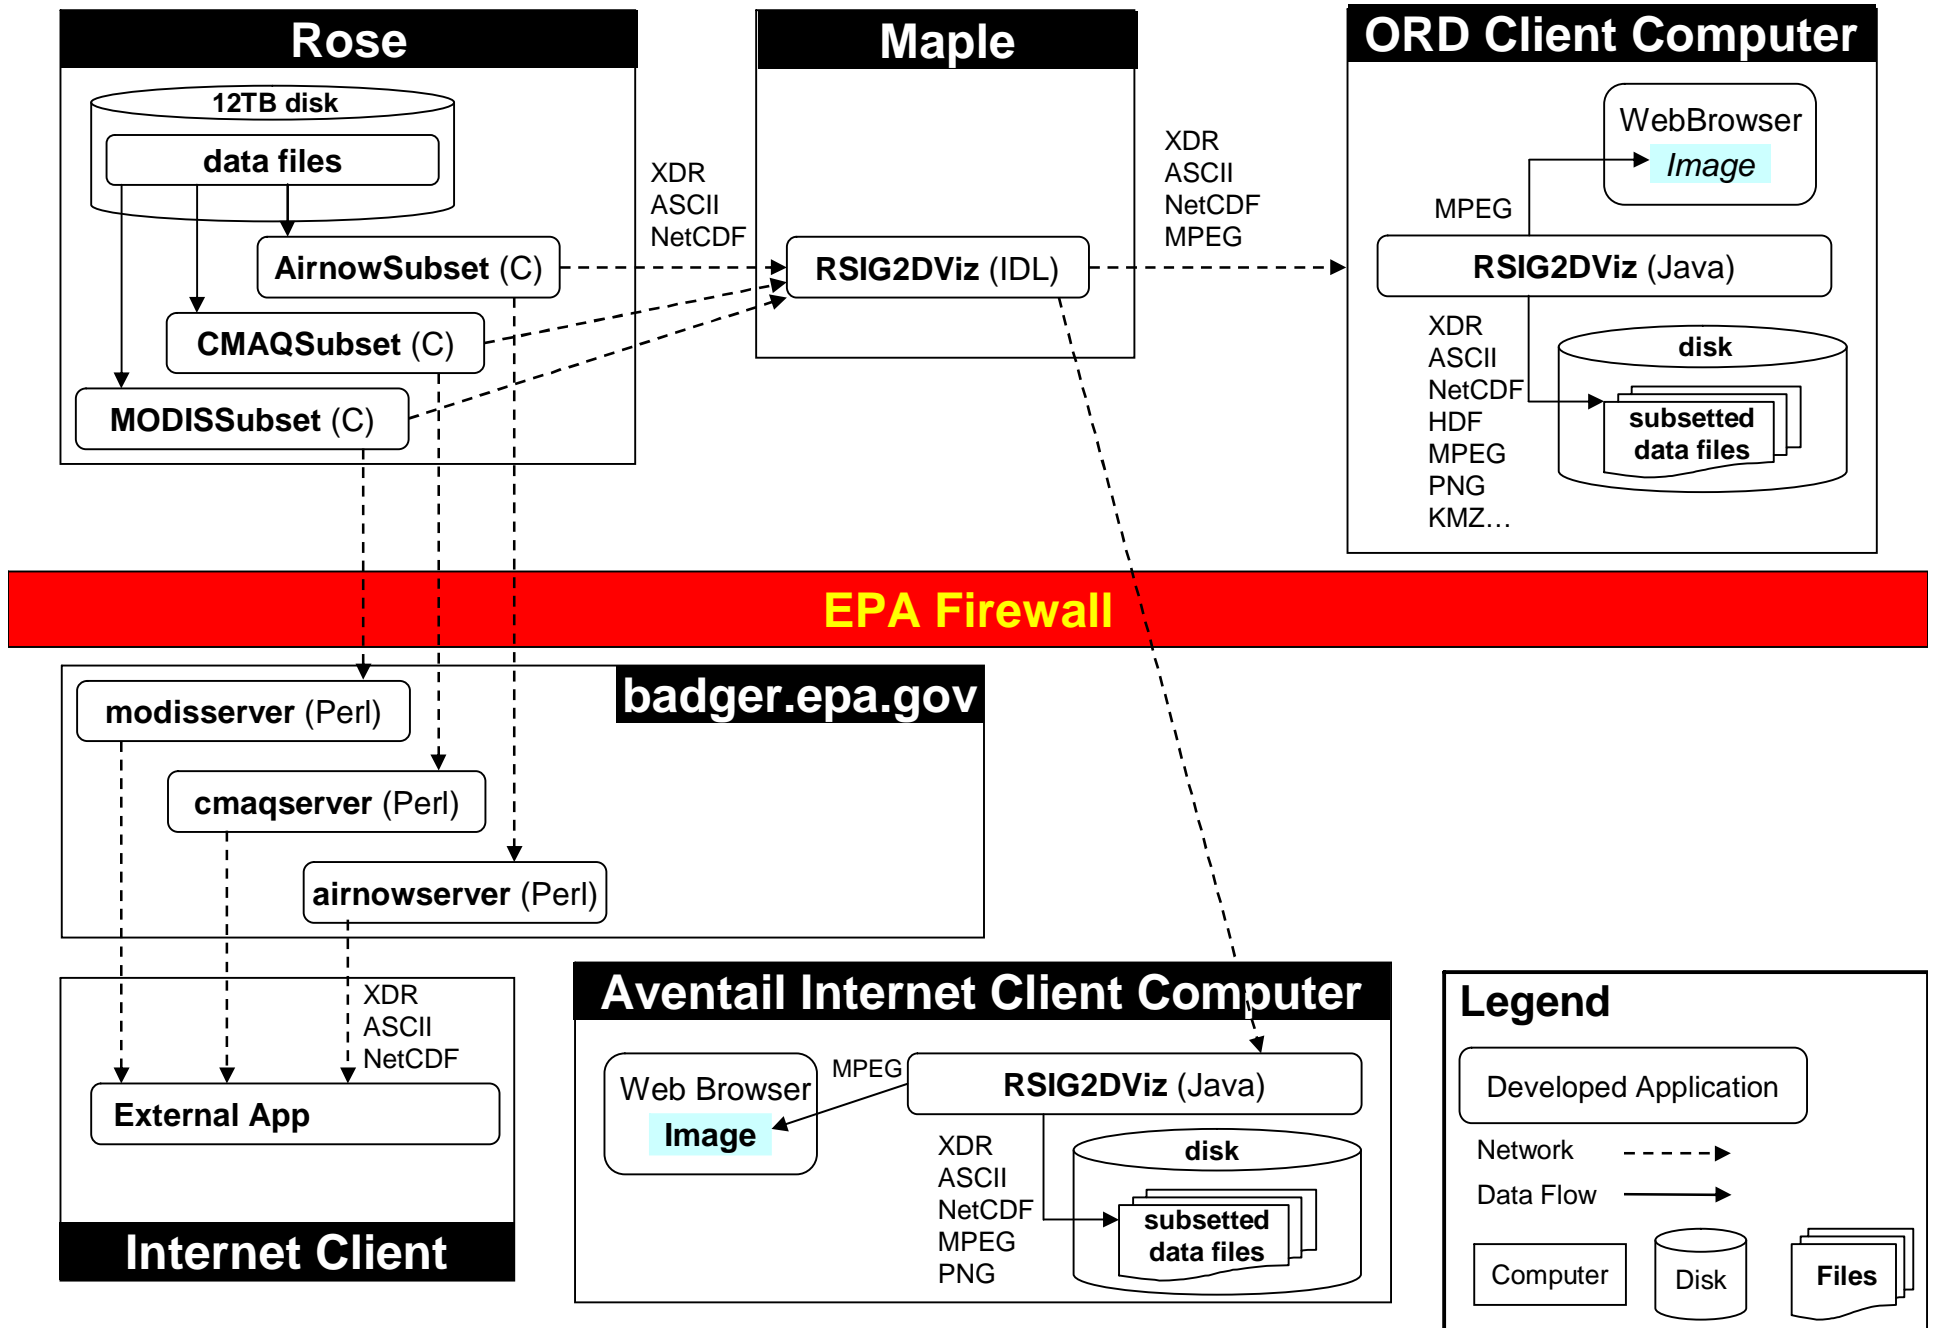 Rose
12TB disk
data files
AirnowSubset (C)
CMAQSubset (C)
MODISSubset (C)
XDR
ASCII
NetCDF
Maple
RSIG2DViz (IDL)
XDR
ASCII
NetCDF
MPEG
ORD Client Computer
WebBrowser
Image
MPEG
RSIG2DViz (Java)
XDR
ASCII
NetCDF
HDF
MPEG
PNG
KMZ…
disk
subsetted
data files
EPA Firewall
badger.epa.gov
modisserver (Perl)
cmaqserver (Perl)
airnowserver (Perl)
XDR
ASCII
NetCDF
External App
Internet Client
Aventail Internet Client Computer
Web Browser
Image
MPEG
RSIG2DViz (Java)
XDR
ASCII
NetCDF
MPEG
PNG
disk
subsetted
data files
Legend
Developed Application
Network
Data Flow
Computer
Disk
Files